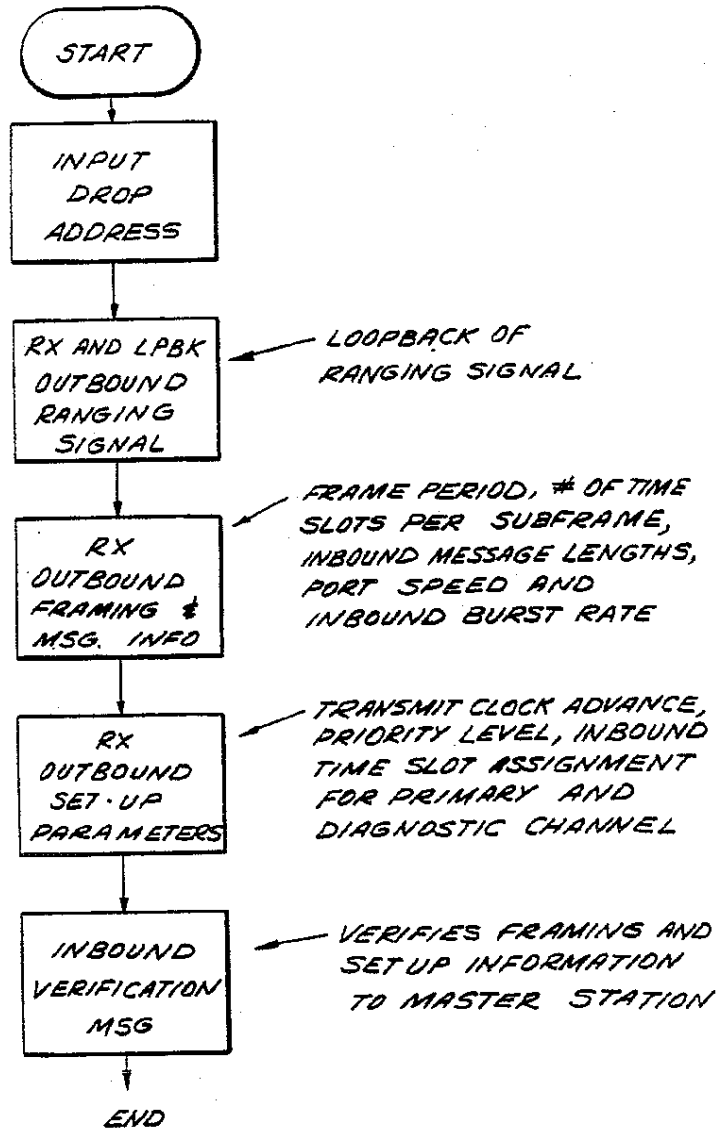 START
INPUT
DROP
ADDRESS
RX AND LPBK
OUTBOUND
RANGING
SIGNAL
LOOPBACK OF
RANGING SIGNAL
RX
OUTBOUND
FRAMING &
MSG. INFO
FRAME PERIOD, # OF TIME
SLOTS PER SUBFRAME,
INBOUND MESSAGE LENGTHS,
PORT SPEED AND
INBOUND BURST RATE
RX
OUTBOUND
SET-UP
PARAMETERS
TRANSMIT CLOCK ADVANCE,
PRIORITY LEVEL, INBOUND
TIME SLOT ASSIGNMENT
FOR PRIMARY AND
DIAGNOSTIC CHANNEL
INBOUND
VERIFICATION
MSG
VERIFIES FRAMING AND
SETUP INFORMATION
TO MASTER STATION
END